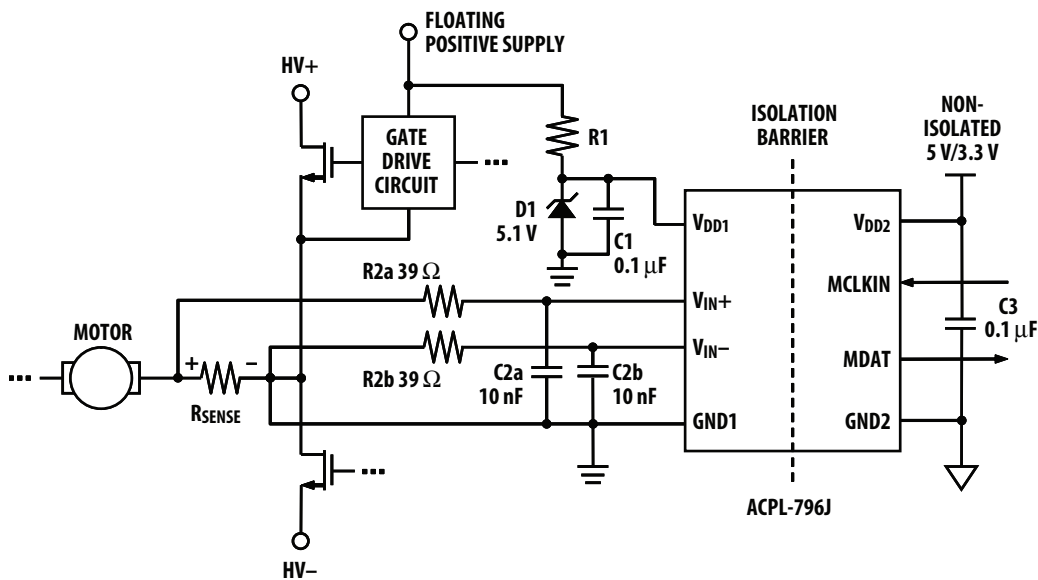 FLOATING
POSITIVE SUPPLY
HV+
GATE
DRIVE
CIRCUIT
R1
ISOLATION
BARRIER
NON-
ISOLATED
5 V/3.3 V
D1
5.1 V
C1
0.1 μF
VDD1
VDD2
R2a 39 Ω
MCLKIN
VIN+
C3
0.1 μF
MOTOR
+
−
VIN−
MDAT
R2b 39 Ω
C2a
10 nF
C2b
10 nF
RSENSE
GND1
GND2
ACPL-796J
HV−